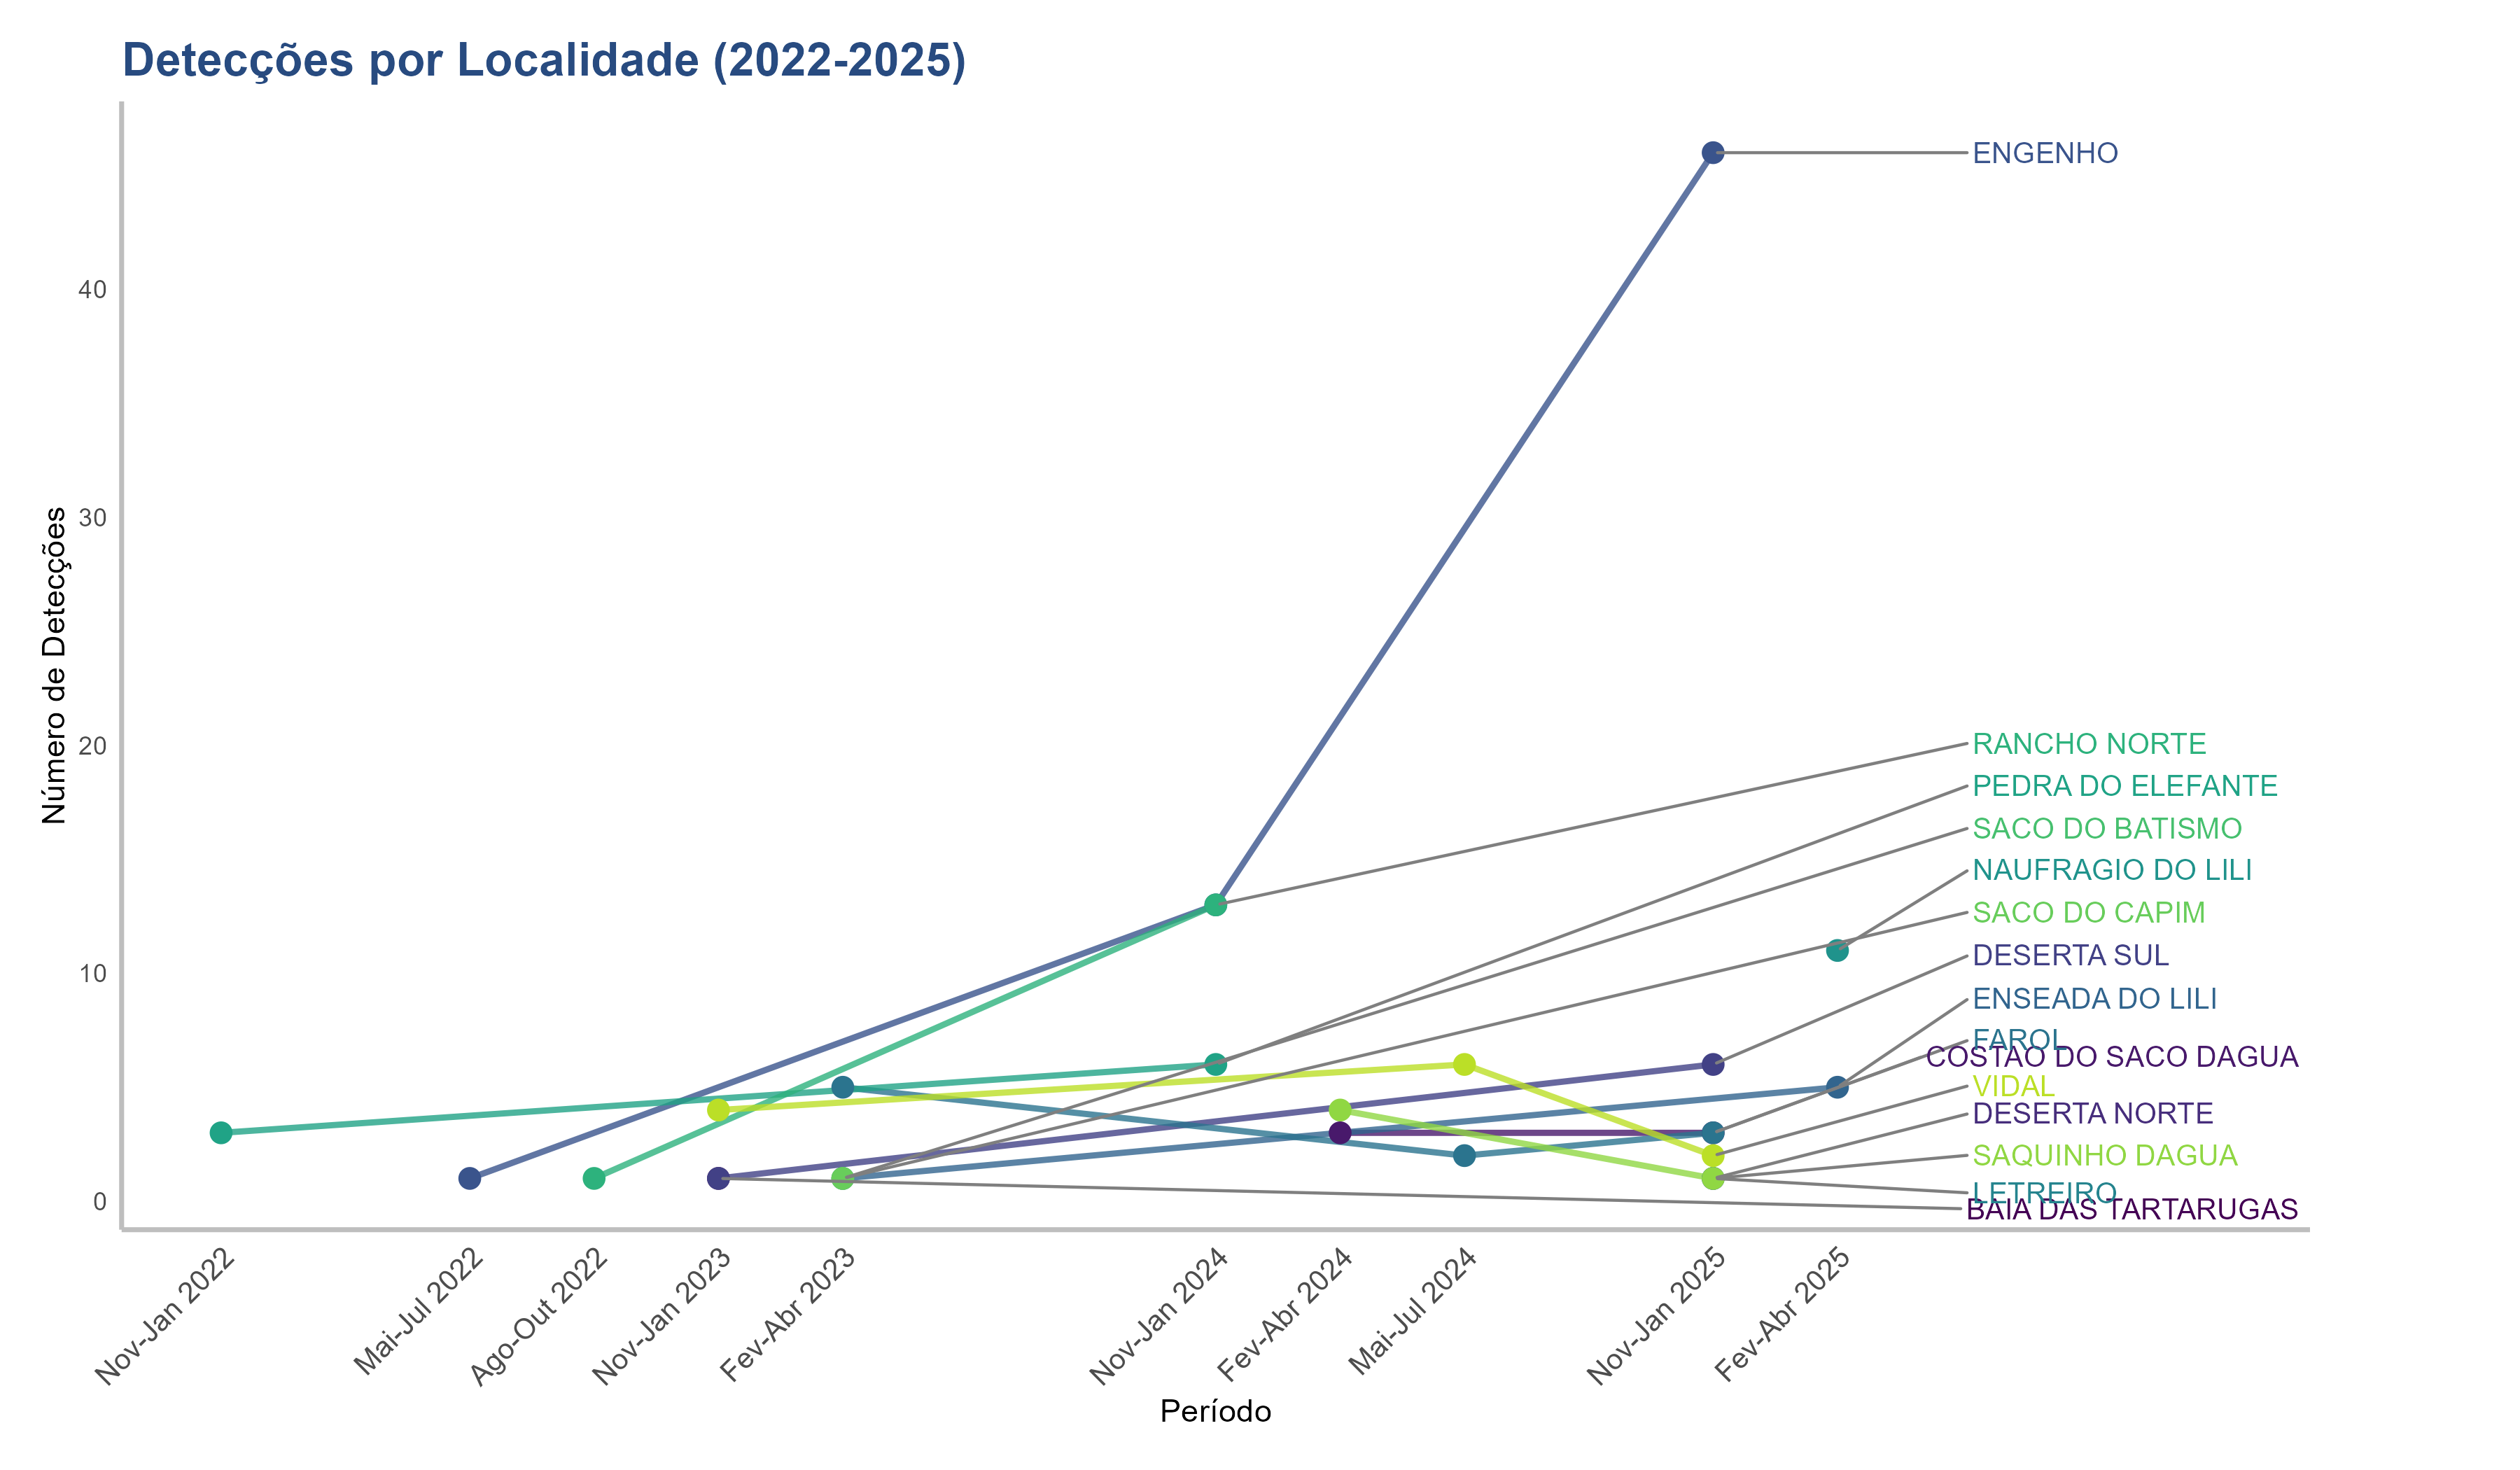 Detecções por Localidade (2022-2025)
Número de Detecções
40
30
20
10
0
ENGENHO
RANCHO NORTE
PEDRA DO ELEFANTE
SACO DO BATISMO
NAUFRAGIO DO LILI
SACO DO CAPIM
DESERTA SUL
ENSEADA DO LILI
FAROL
COSTAO DO SACO DAGUA
VIDAL
DESERTA NORTE
SAQUINHO DAGUA
LETREIRO
BAIA DAS TARTARUGAS
Nov-Jan 2022
Mai-Jul 2022
Ago-Out 2022
Nov-Jan 2023
Fev-Abr 2023
Nov-Jan 2024
Fev-Abr 2024
Mai-Jul 2024
Nov-Jan 2025
Fev-Abr 2025
Período